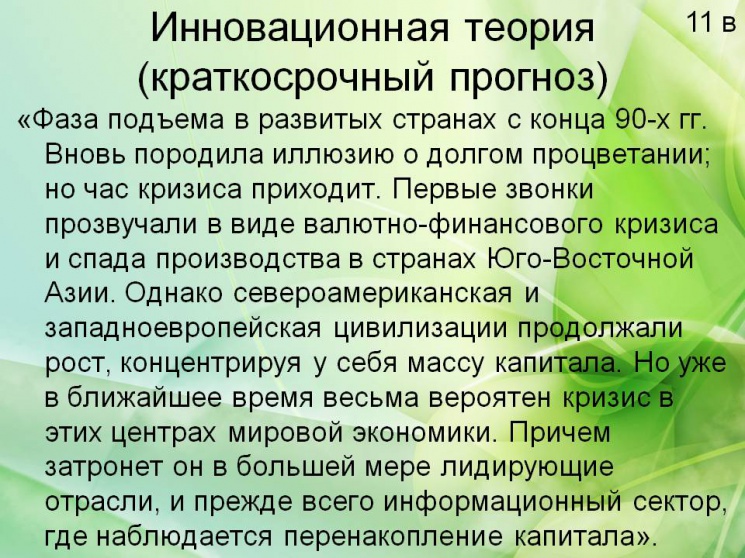 11 в
Инновационная теория
(краткосрочный прогноз)
«Фаза подъема в развитых странах с конца 90-х гг.
Вновь породила иллюзию о долгом процветании;
но час кризиса приходит. Первые звонки
прозвучали в виде валютно-финансового кризиса
и спада производства в странах Юго-Восточной
Азии. Однако североамериканская и
западноевропейская цивилизации продолжали
рост, концентрируя у себя массу капитала. Но уже
в ближайшее время весьма вероятен кризис в
этих центрах мировой экономики. Причем
затронет он в большей мере лидирующие
отрасли, и прежде всего информационный сектор,
где наблюдается перенакопление капитала».